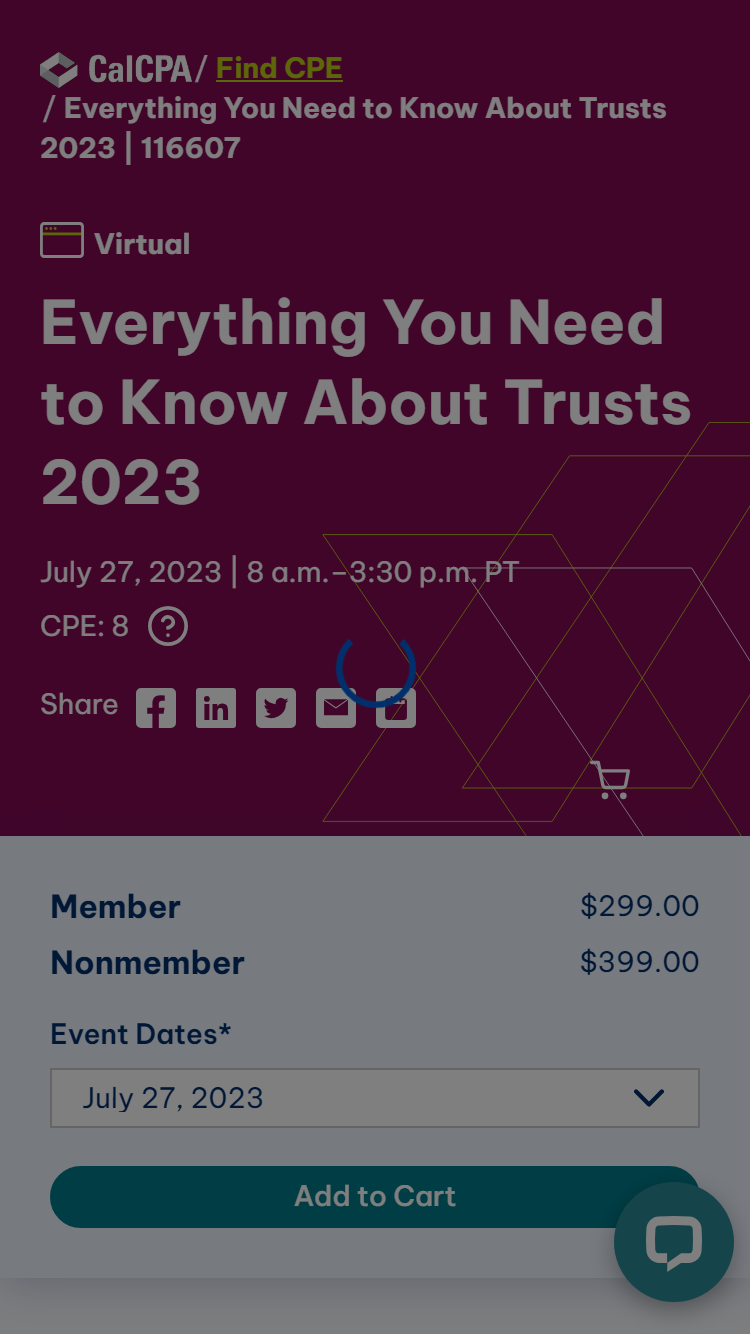 CalCPA / Find CPE
/ Everything You Need to Know About Trusts
2023 | 116607
Virtual
Everything You Need
to Know About Trusts
2023
July 27, 2023 | 8 a.m.–3:30 p.m. PT
CPE: 8 ?
Share
Member $299.00
Nonmember $399.00
Event Dates*
July 27, 2023
Add to Cart